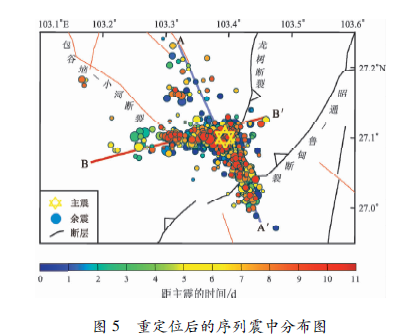 103.1°E 103.2° 103.3° 103.4° 103.5° 103.6°
27.2°N
27.1°
27.0°
A
A'
B
B'
包谷垴
小河断裂
龙树断裂
昭通
鲁甸
断裂
主震
余震
断层
0 1 2 3 4 5 6 7 8 9 10 11
距主震的时间/d
图 5 重定位后的序列震中分布图